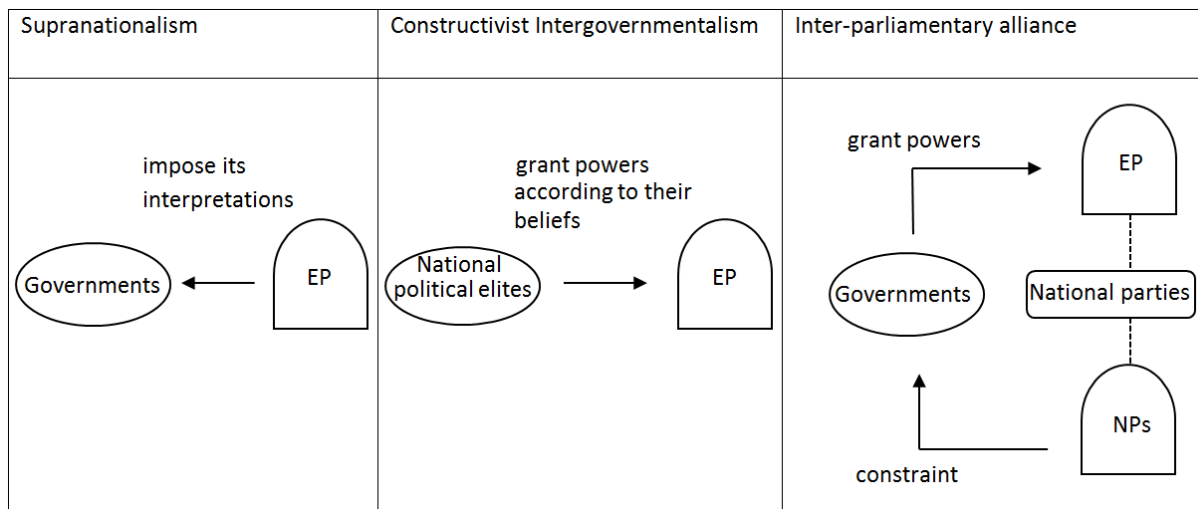 Supranationalism
Constructivist Intergovernmentalism
Inter-parliamentary alliance
impose its
interpretations
Governments
EP
grant powers
according to their
beliefs
National
political elites
EP
grant powers
EP
Governments
National parties
NPs
constraint